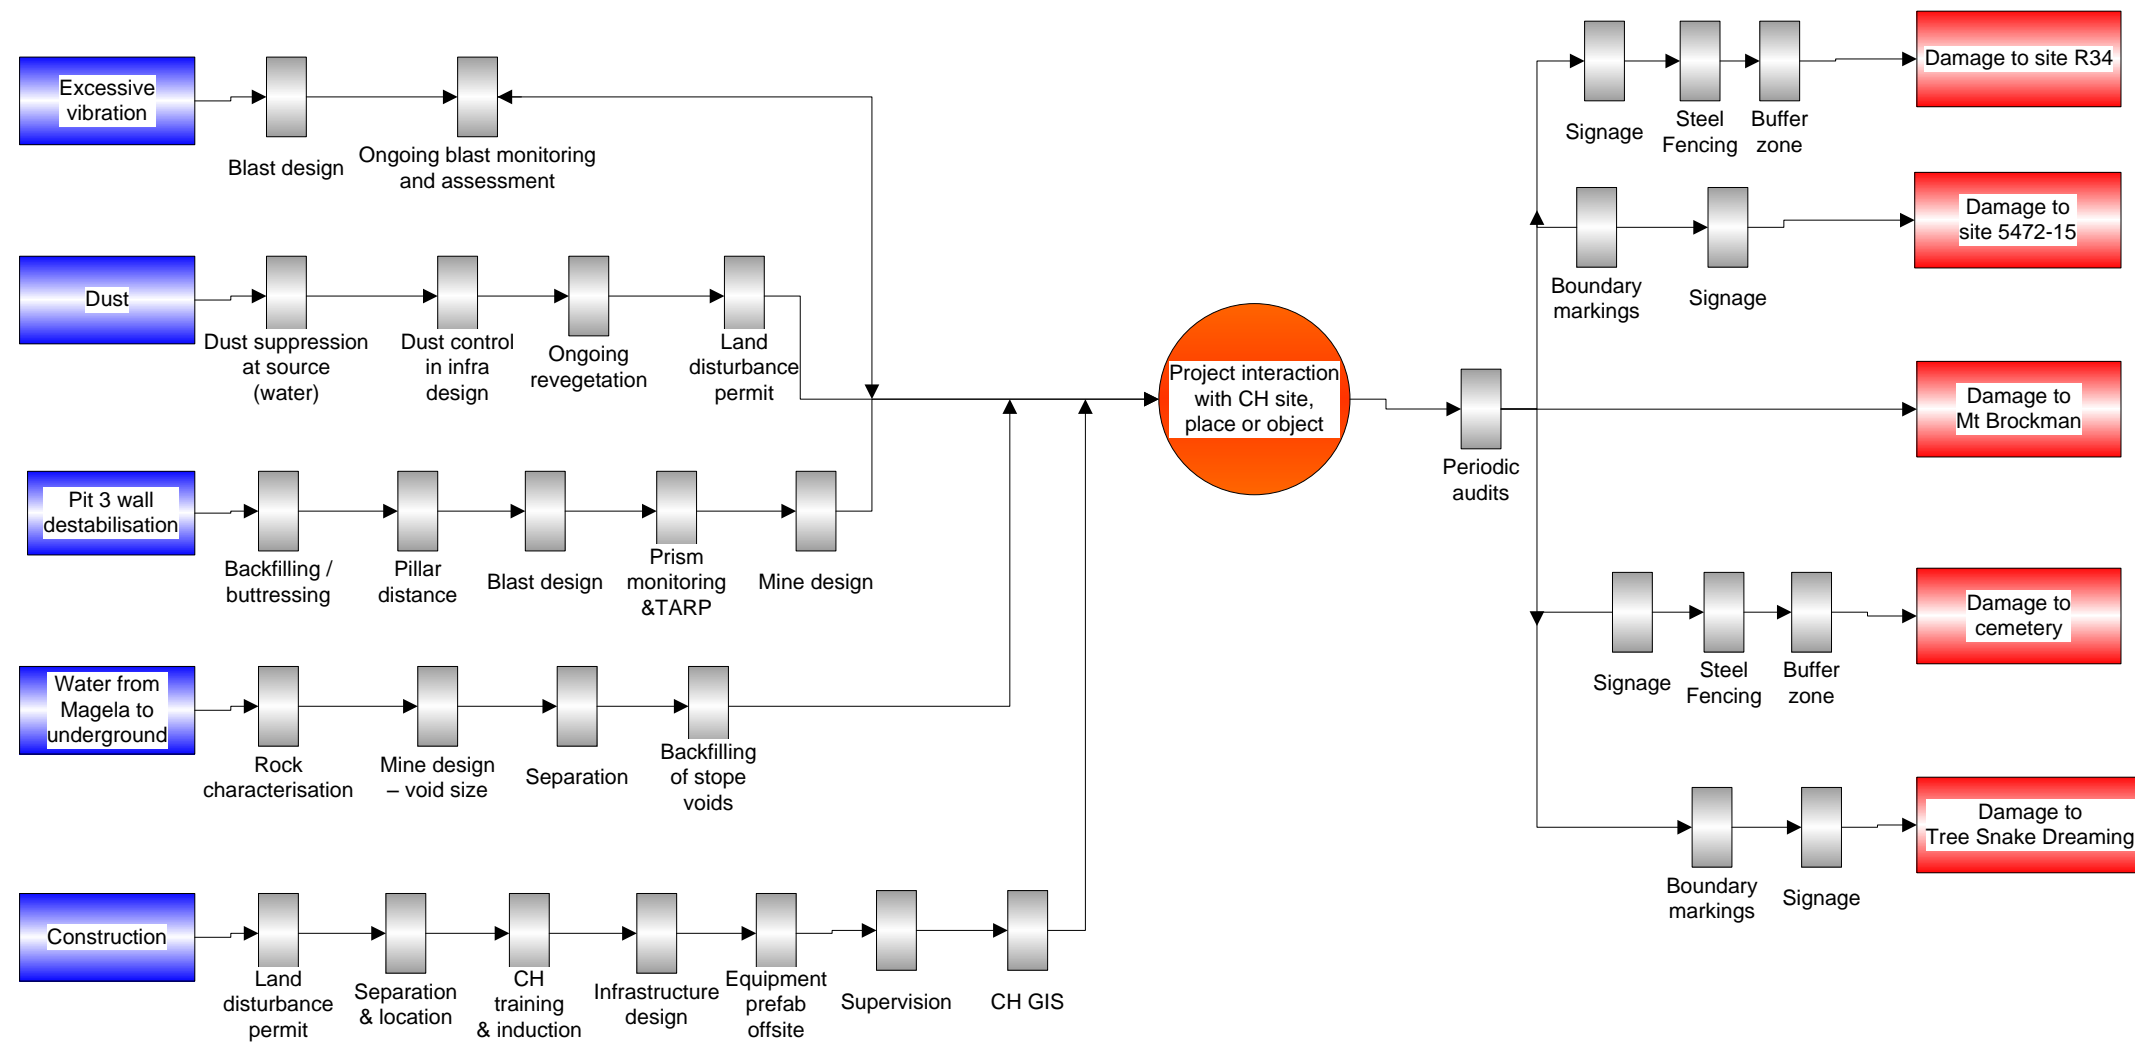 Excessive
vibration
Blast design
Ongoing blast monitoring
and assessment
Dust
Dust suppression
at source
(water)
Dust control
in infra
design
Ongoing
revegetation
Land
disturbance
permit
Pit 3 wall
destabilisation
Backfilling /
buttressing
Pillar
distance
Blast design
Prism
monitoring
&TARP
Mine design
Water from
Magela to
underground
Rock
characterisation
Mine design
– void size
Separation
Backfilling
of stope
voids
Construction
Land
disturbance
permit
Separation
& location
CH
training
& induction
Infrastructure
design
Equipment
prefab
offsite
Supervision
CH GIS
Project interaction
with CH site,
place or object
Periodic
audits
Signage
Steel
Fencing
Buffer
zone
Damage to site R34
Boundary
markings
Signage
Damage to
site 5472-15
Damage to
Mt Brockman
Signage
Steel
Fencing
Buffer
zone
Damage to
cemetery
Boundary
markings
Signage
Damage to
Tree Snake Dreaming